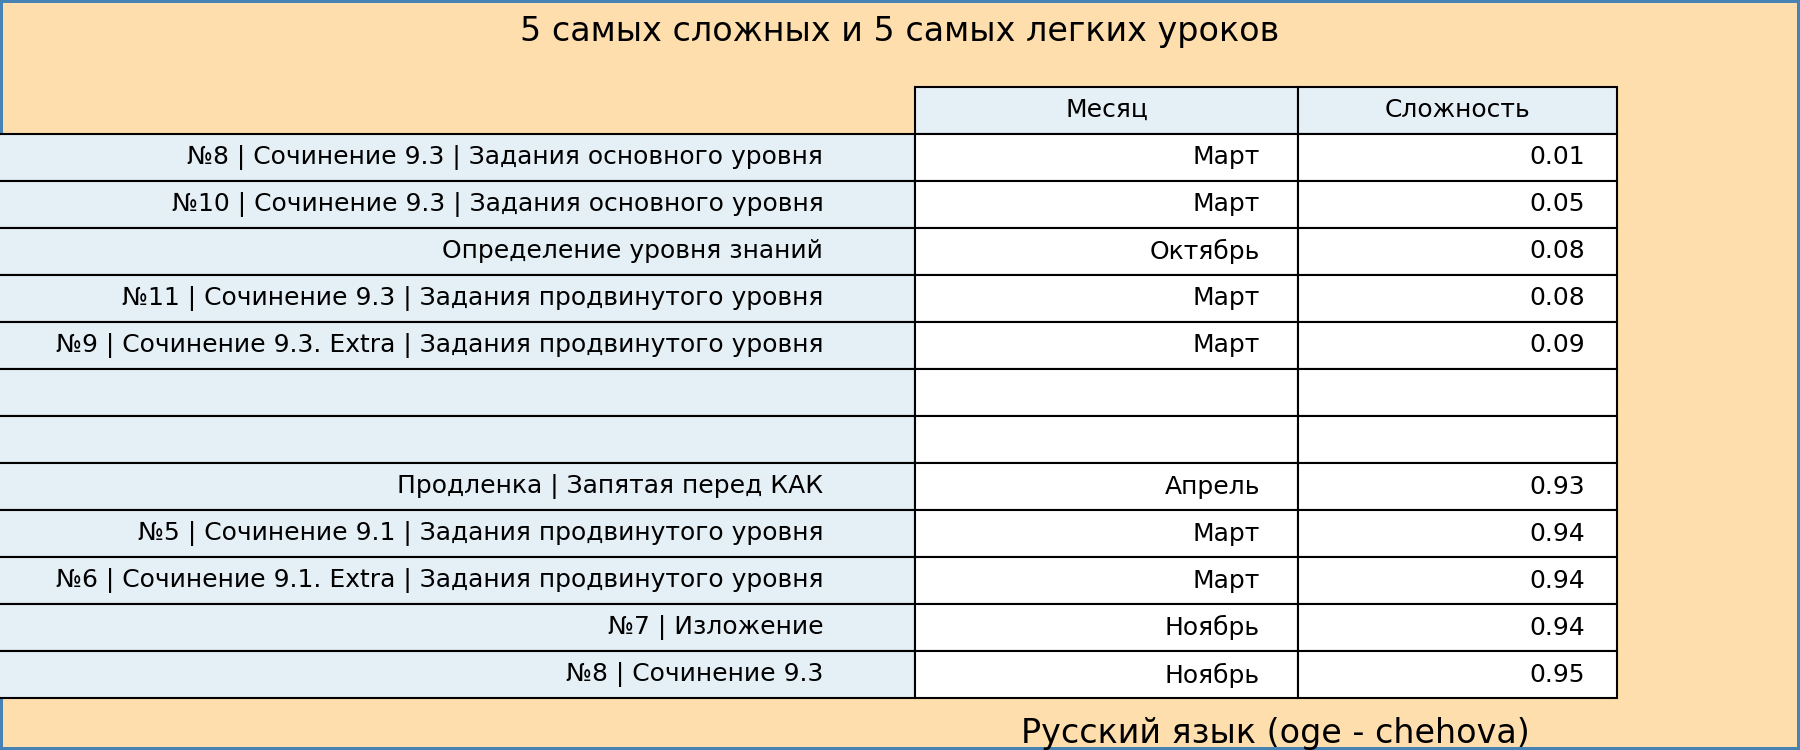 5 самых сложных и 5 самых легких уроков
Месяц Сложность
№8 | Сочинение 9.3 | Задания основного уровня Март 0.01
№10 | Сочинение 9.3 | Задания основного уровня Март 0.05
Определение уровня знаний Октябрь 0.08
№11 | Сочинение 9.3 | Задания продвинутого уровня Март 0.08
№9 | Сочинение 9.3. Extra | Задания продвинутого уровня Март 0.09
Продленка | Запятая перед КАК Апрель 0.93
№5 | Сочинение 9.1 | Задания продвинутого уровня Март 0.94
№6 | Сочинение 9.1. Extra | Задания продвинутого уровня Март 0.94
№7 | Изложение Ноябрь 0.94
№8 | Сочинение 9.3 Ноябрь 0.95
Русский язык (oge - chehova)